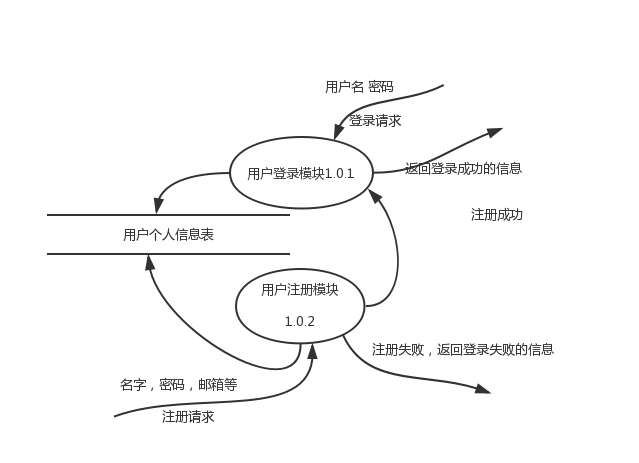 用户名 密码
登录请求
用户登录模块1.0.1
返回登录成功的信息
注册成功
用户个人信息表
用户注册模块
1.0.2
注册失败，返回登录失败的信息
名字，密码，邮箱等
注册请求